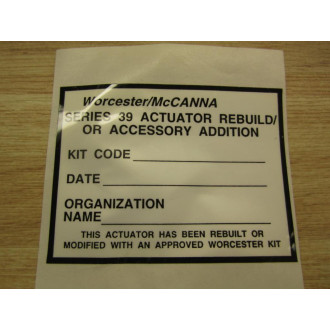 Worcester/McCANNA
SERIES 39 ACTUATOR REBUILD/
OR ACCESSORY ADDITION
KIT CODE
DATE
ORGANIZATION
NAME
THIS ACTUATOR HAS BEEN REBUILT OR
MODIFIED WITH AN APPROVED WORCESTER KIT